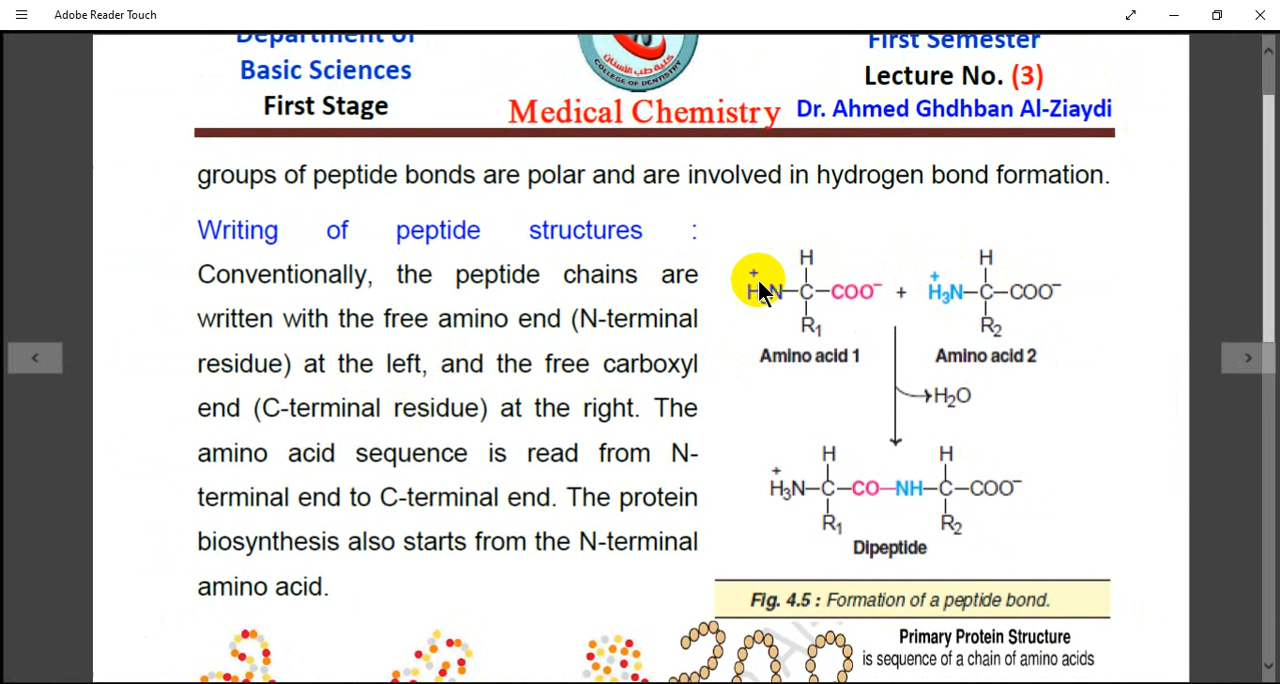 Adobe Reader Touch
Department of
Basic Sciences
First Stage
كلية طب الأسنان
COLLEGE OF DENTISTRY
Medical Chemistry
First Semester
Lecture No. (3)
Dr. Ahmed Ghdhban Al-Ziaydi
groups of peptide bonds are polar and are involved in hydrogen bond formation.
Writing of peptide structures :
Conventionally, the peptide chains are
written with the free amino end (N-terminal
residue) at the left, and the free carboxyl
end (C-terminal residue) at the right. The
amino acid sequence is read from N-
terminal end to C-terminal end. The protein
biosynthesis also starts from the N-terminal
amino acid.
H H
+ +
H₃N–C–COO⁻ + H₃N–C–COO⁻
R₁ R₂
Amino acid 1 Amino acid 2
H₂O
H H
+
H₃N–C–CO–NH–C–COO⁻
R₁ R₂
Dipeptide
Fig. 4.5 : Formation of a peptide bond.
Primary Protein Structure
is sequence of a chain of amino acids